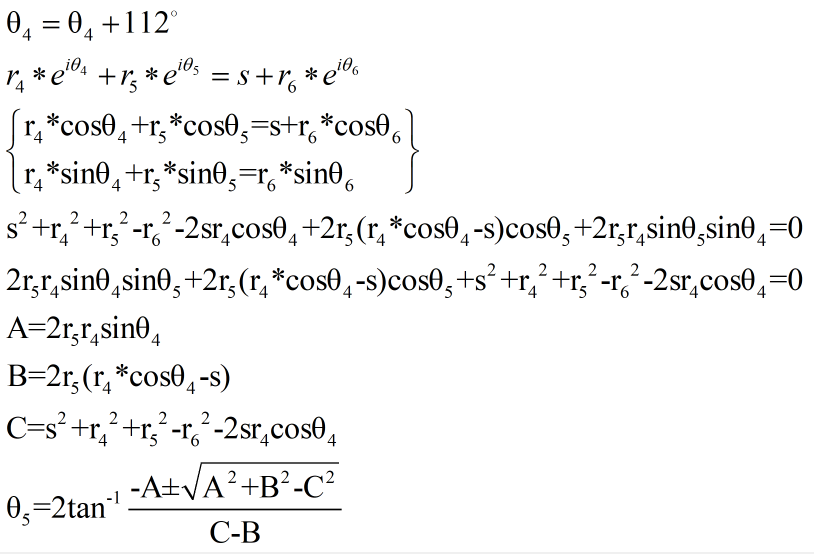 θ₄ = θ₄ +112°
r₄ * e^{iθ₄} + r₅ * e^{iθ₅} = s + r₆ * e^{iθ₆}
{ r₄*cosθ₄+r₅*cosθ₅=s+r₆*cosθ₆ }
{ r₄*sinθ₄+r₅*sinθ₅=r₆*sinθ₆ }
s²+r₄²+r₅²-r₆²-2sr₄cosθ₄+2r₅(r₄*cosθ₄-s)cosθ₅+2r₅r₄sinθ₅sinθ₄=0
2r₅r₄sinθ₄sinθ₅+2r₅(r₄*cosθ₄-s)cosθ₅+s²+r₄²+r₅²-r₆²-2sr₄cosθ₄=0
A=2r₅r₄sinθ₄
B=2r₅(r₄*cosθ₄-s)
C=s²+r₄²+r₅²-r₆²-2sr₄cosθ₄
θ₅=2tan⁻¹ (-A±√(A²+B²-C²))/(C-B)